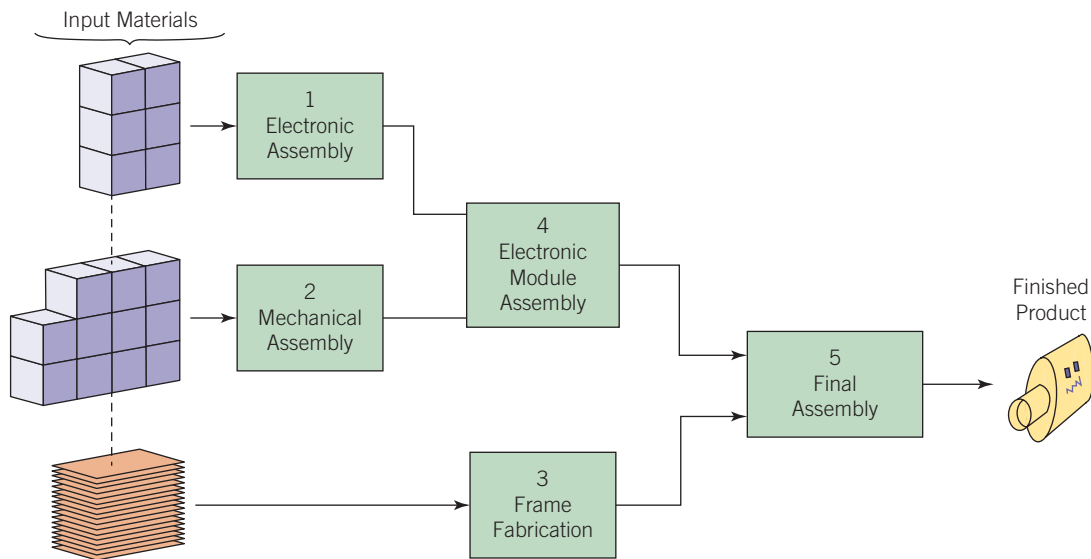 Input Materials
1
Electronic
Assembly
2
Mechanical
Assembly
4
Electronic
Module
Assembly
3
Frame
Fabrication
5
Final
Assembly
Finished
Product